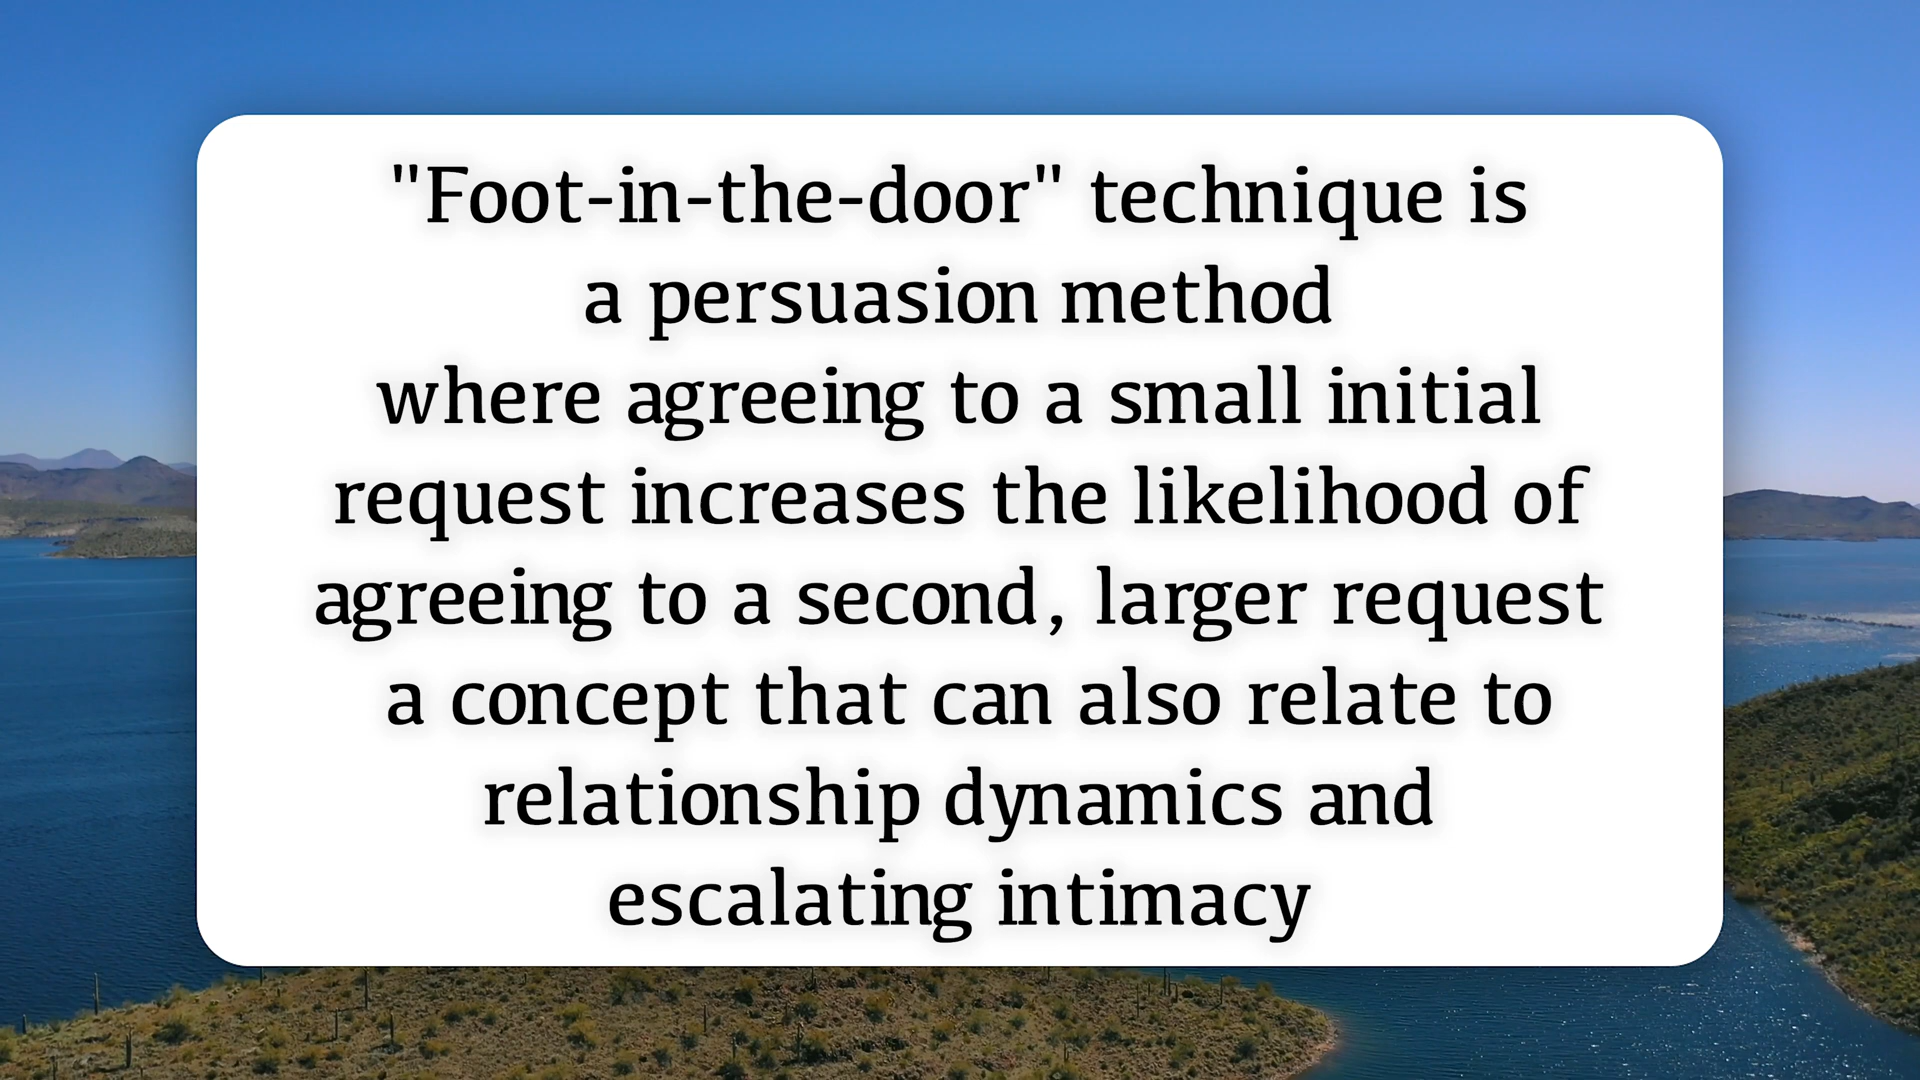 "Foot-in-the-door" technique is
a persuasion method
where agreeing to a small initial
request increases the likelihood of
agreeing to a second, larger request
a concept that can also relate to
relationship dynamics and
escalating intimacy